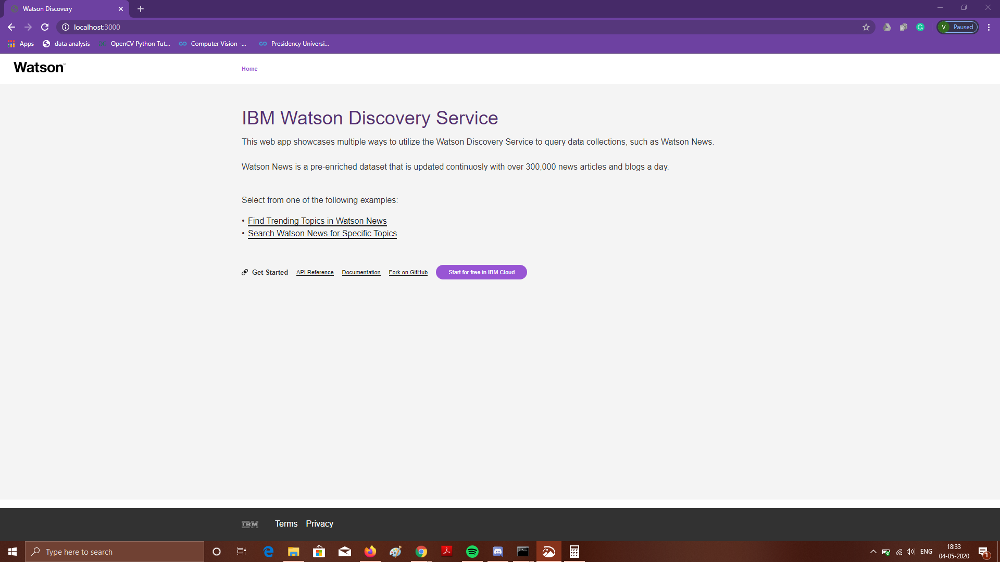 Watson Discovery
localhost:3000
V Paused
Apps data analysis OpenCV Python Tut... Computer Vision -... Presidency Universi...
Watson™
Home
IBM Watson Discovery Service
This web app showcases multiple ways to utilize the Watson Discovery Service to query data collections, such as Watson News.
Watson News is a pre-enriched dataset that is updated continuosly with over 300,000 news articles and blogs a day.
Select from one of the following examples:
• Find Trending Topics in Watson News
• Search Watson News for Specific Topics
Get Started API Reference Documentation Fork on GitHub Start for free in IBM Cloud
IBM Terms Privacy
Type here to search
ENG
18:33
04-05-2020
1